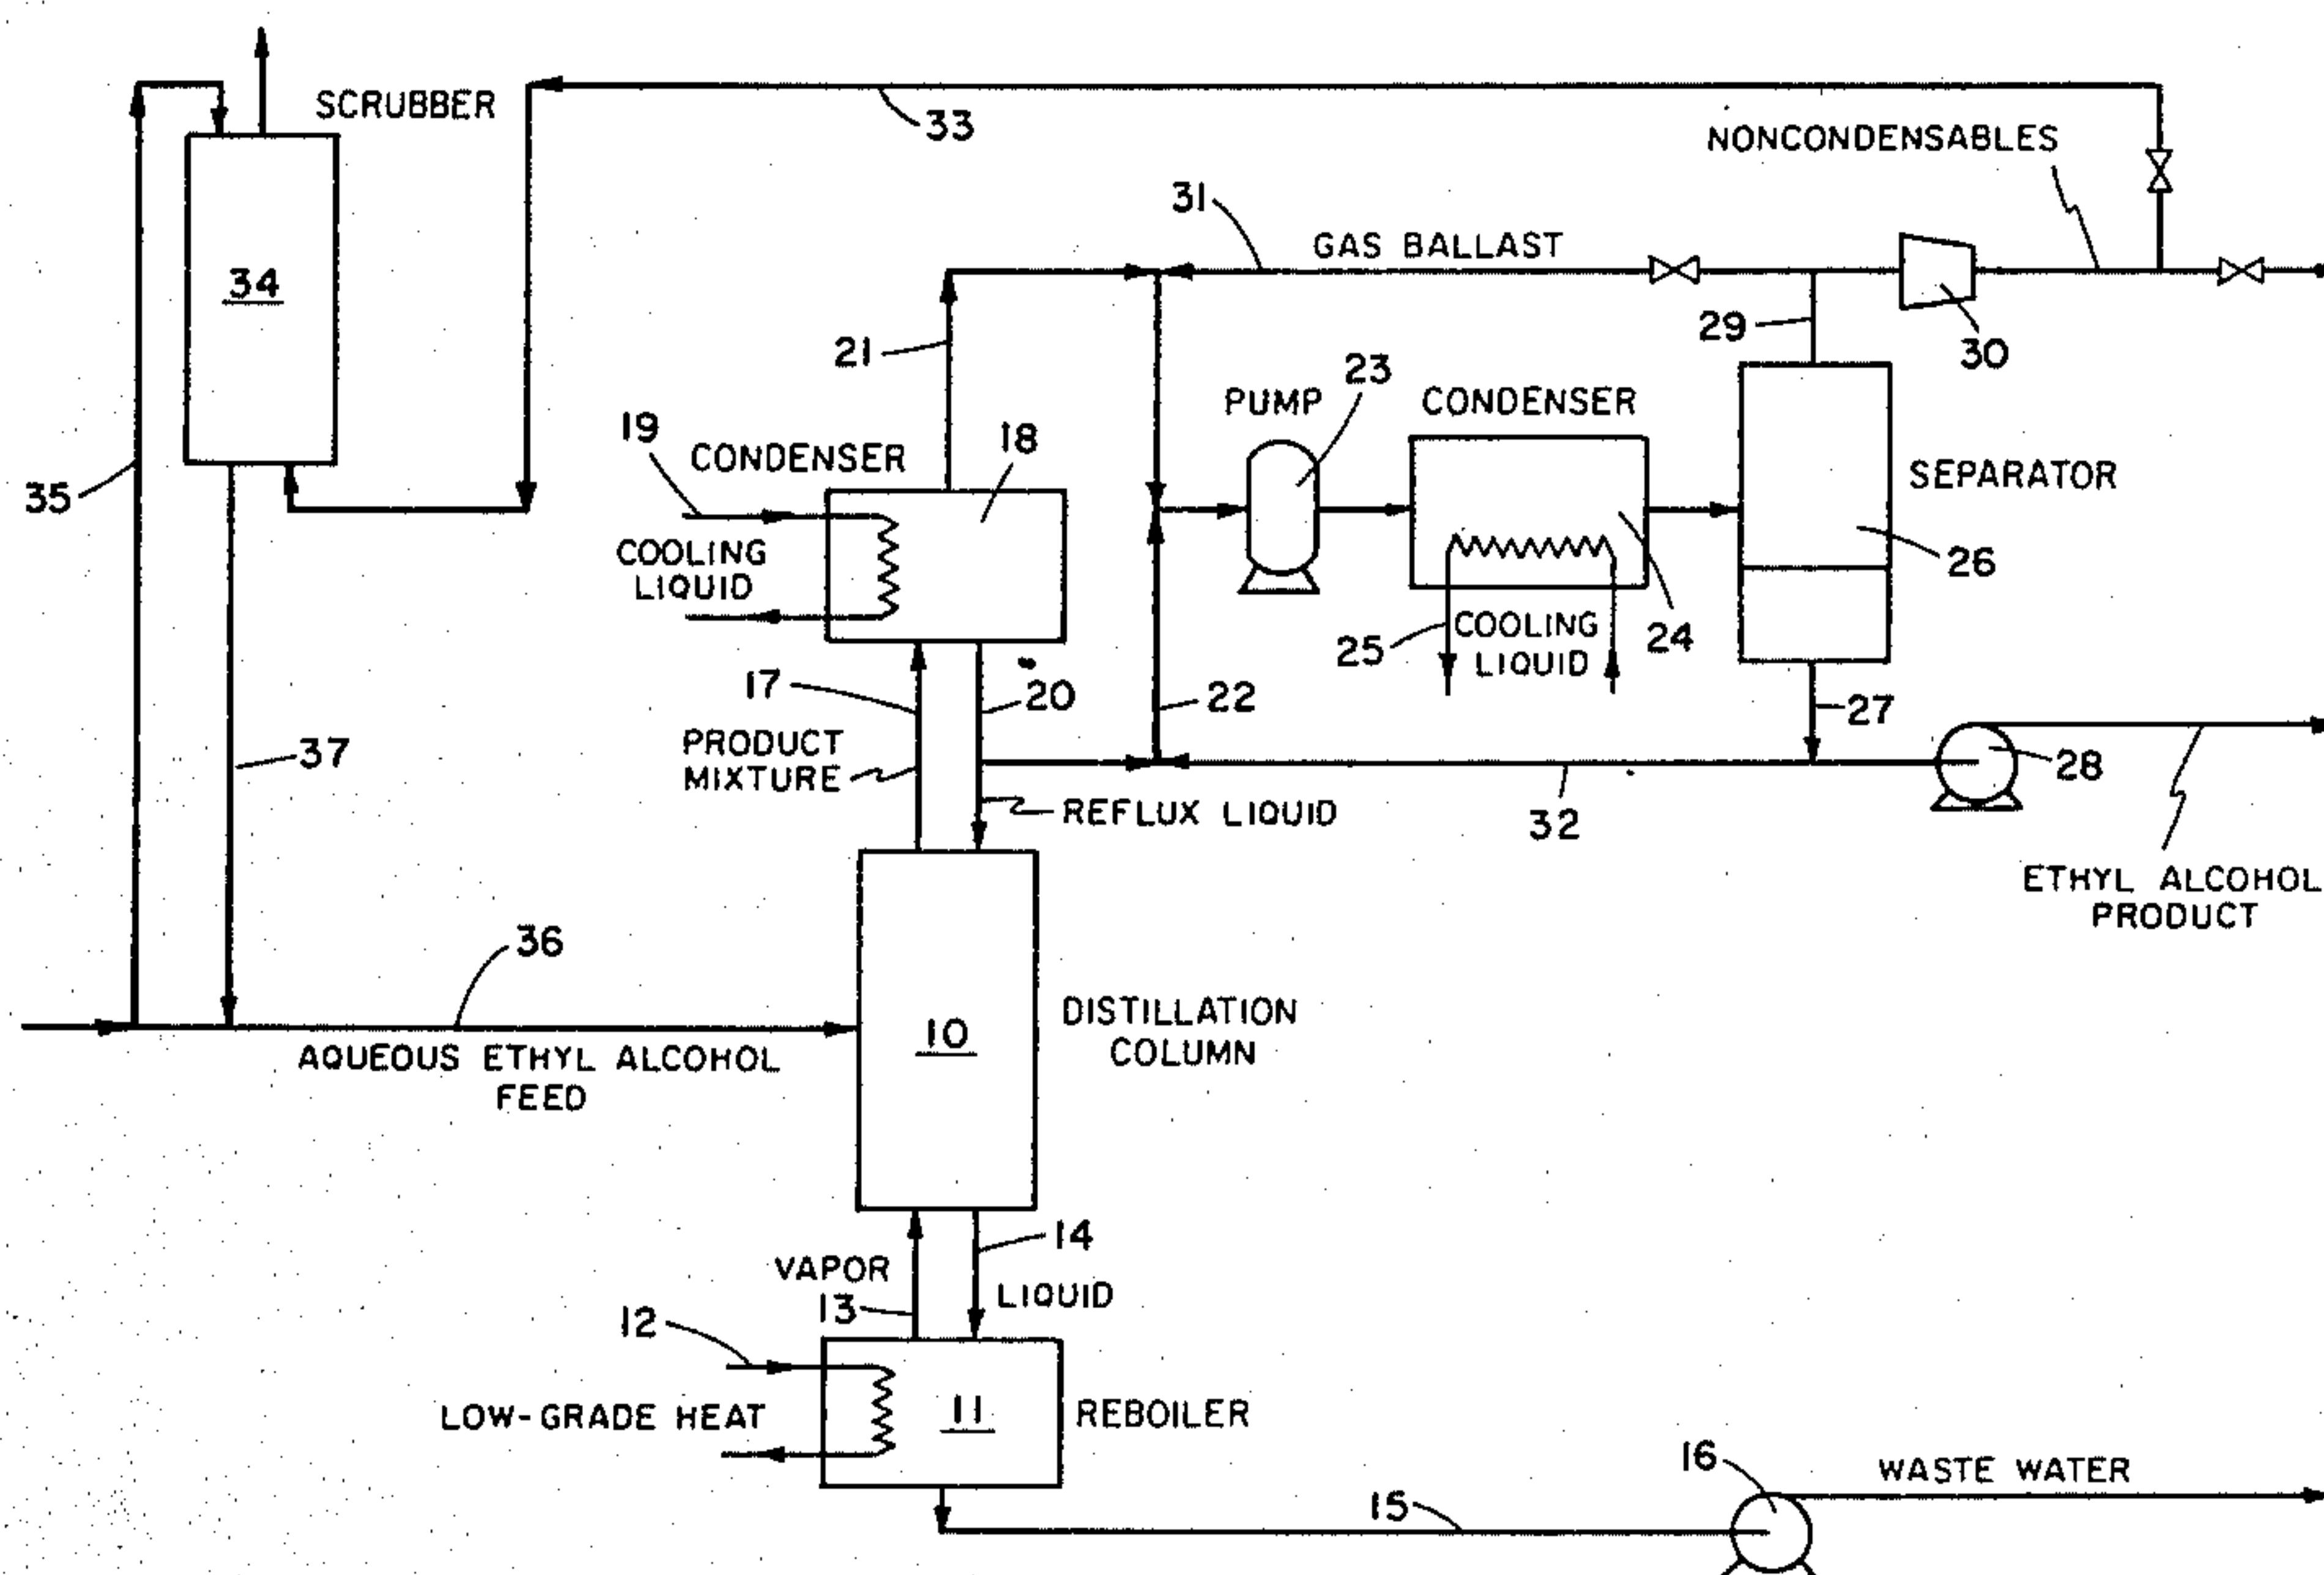 SCRUBBER
33
NONCONDENSABLES
31
GAS BALLAST
34
29
30
21
23
PUMP
CONDENSER
19
CONDENSER
18
SEPARATOR
35
COOLING
LIQUID
26
25
COOLING
LIQUID
24
17
20
22
27
PRODUCT
MIXTURE
37
28
REFLUX LIQUID
32
ETHYL ALCOHOL
PRODUCT
36
10
DISTILLATION
COLUMN
AQUEOUS ETHYL ALCOHOL
FEED
14
VAPOR
13
LIQUID
12
LOW-GRADE HEAT
11
REBOILER
16
WASTE WATER
15